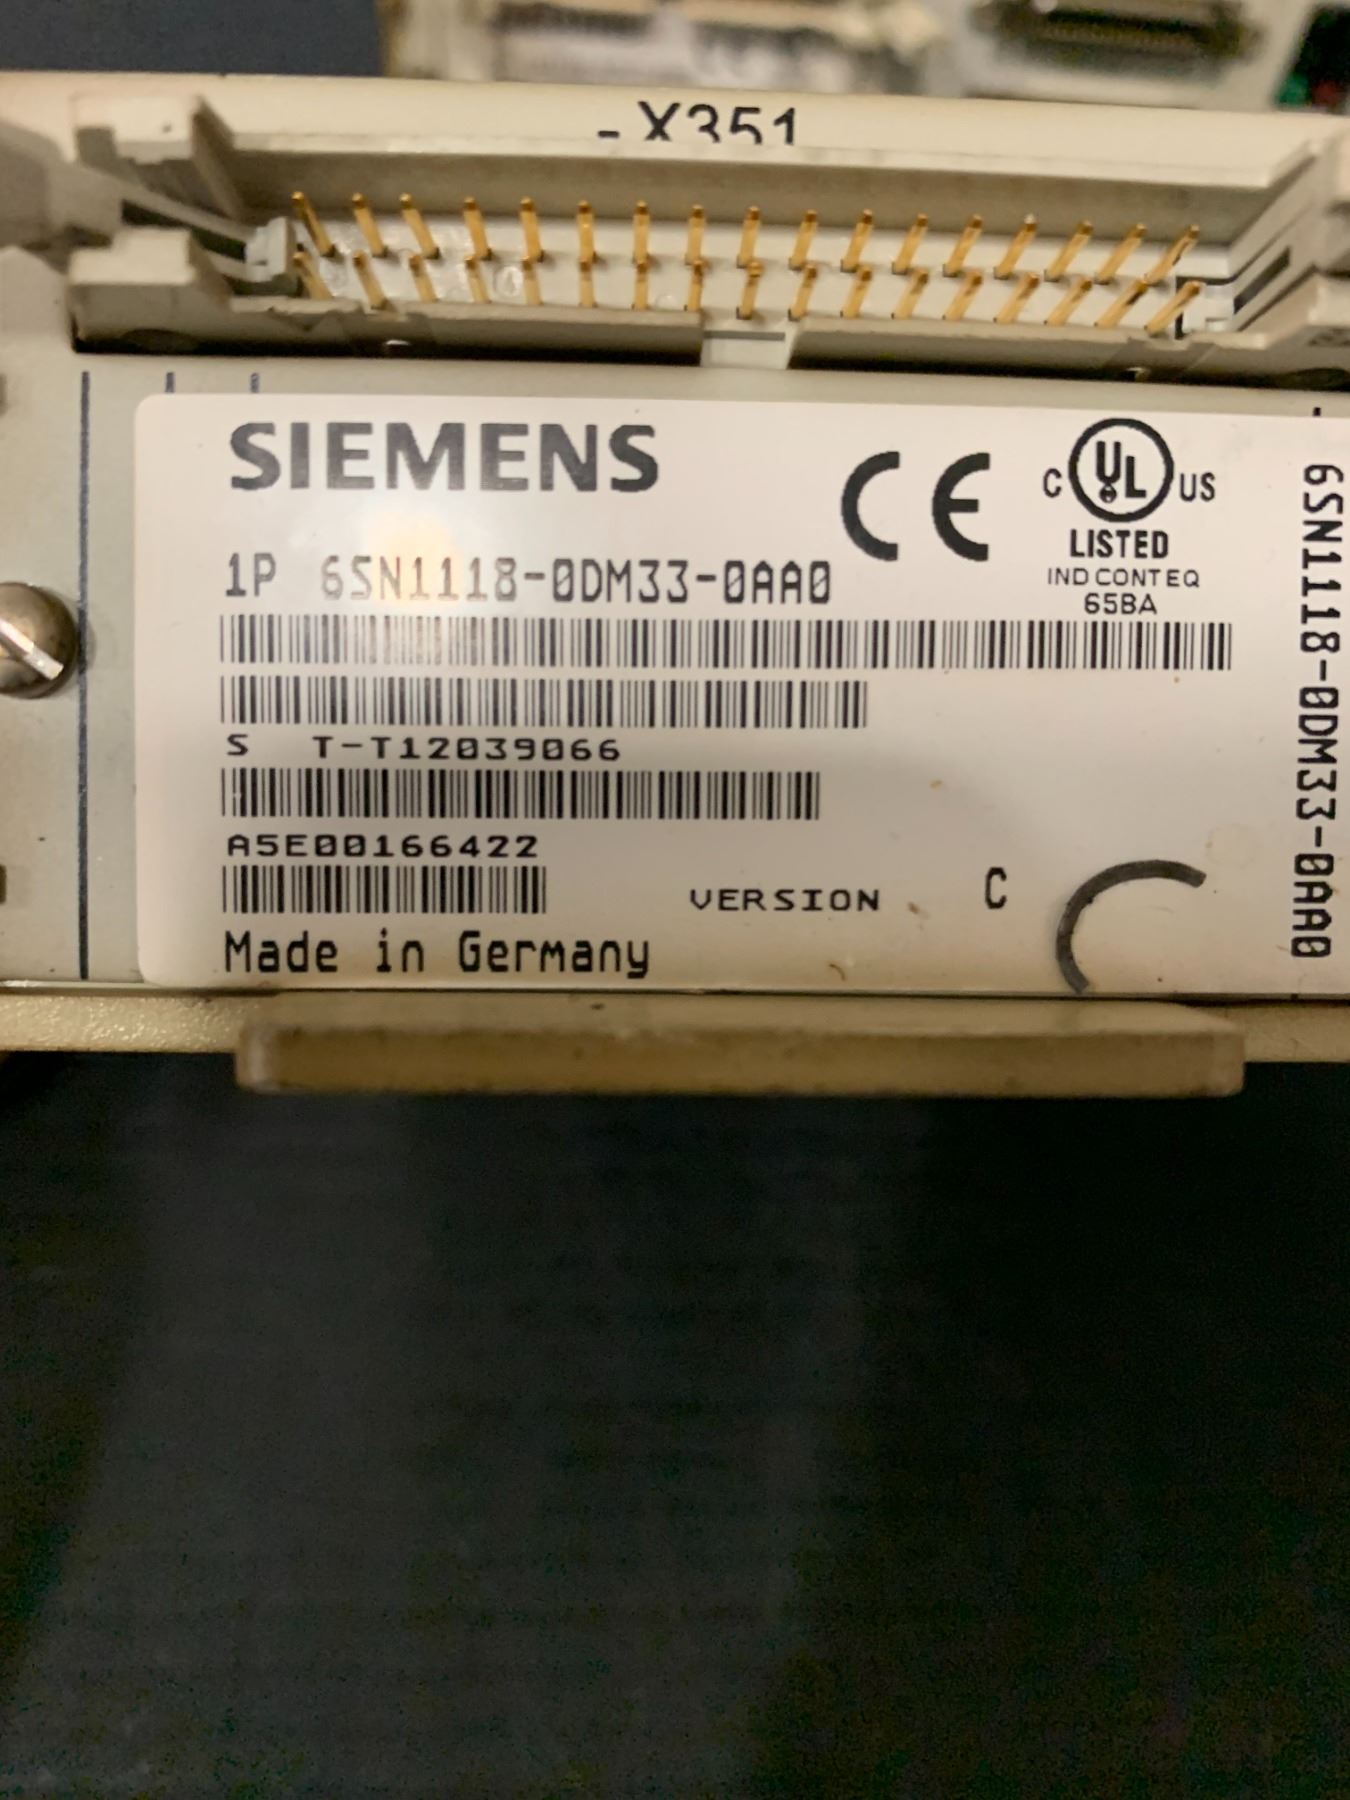 -X351
SIEMENS
CE
C UL US
LISTED
IND CONT EQ
65BA
1P 6SN1118-0DM33-0AA0
S T-T12039066
A5E00166422
VERSION C
Made in Germany
6SN1118-0DM33-0AA0